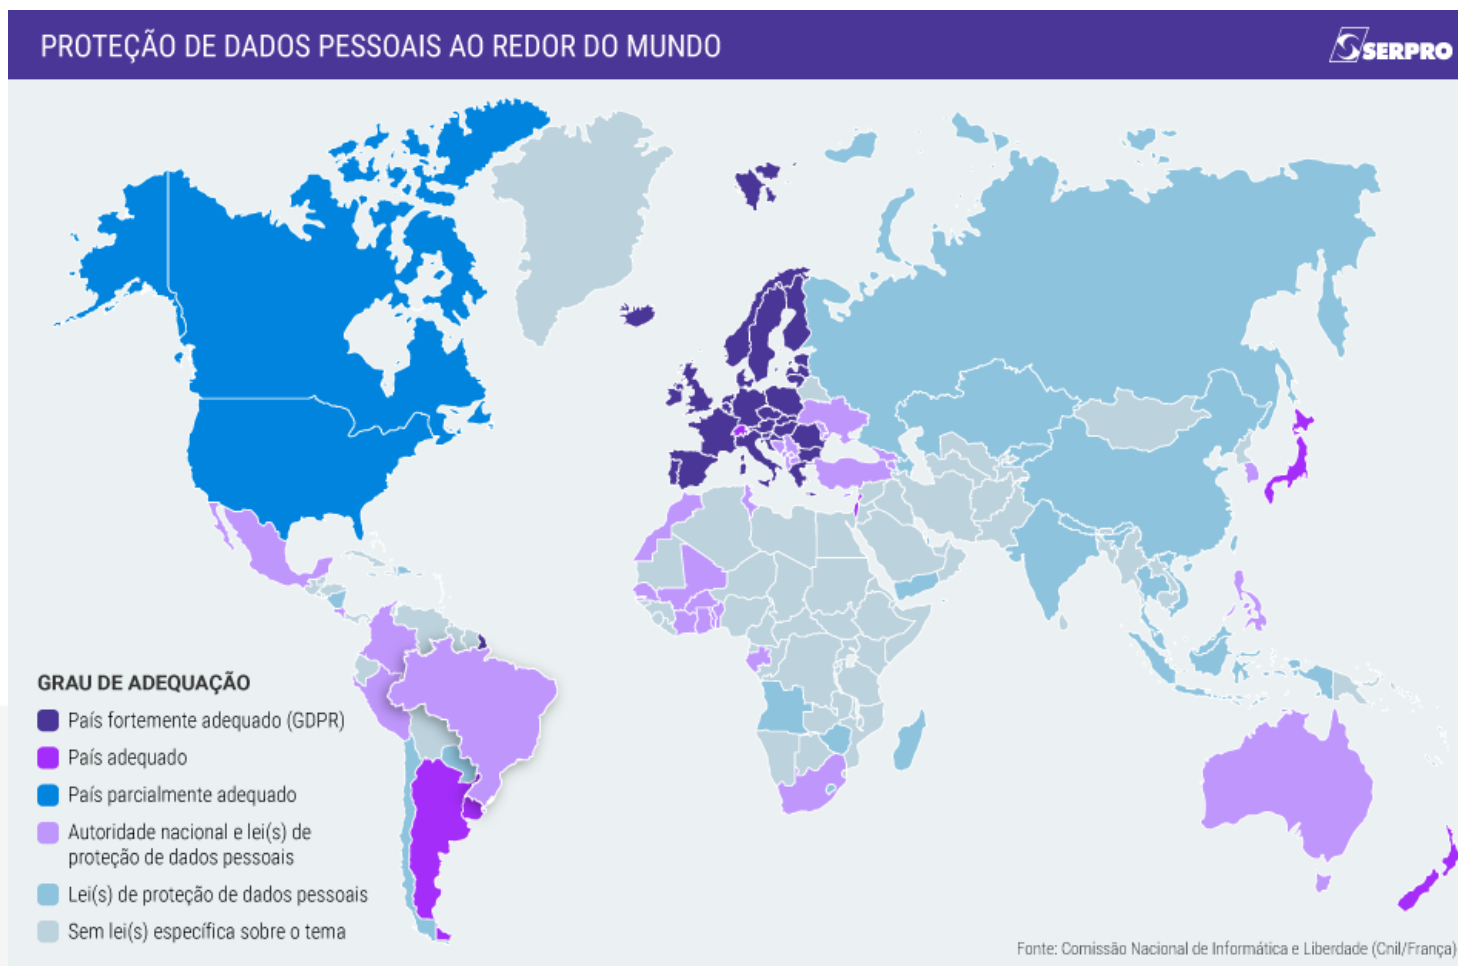 PROTEÇÃO DE DADOS PESSOAIS AO REDOR DO MUNDO
SERPRO
GRAU DE ADEQUAÇÃO
País fortemente adequado (GDPR)
País adequado
País parcialmente adequado
Autoridade nacional e lei(s) de
proteção de dados pessoais
Lei(s) de proteção de dados pessoais
Sem lei(s) específica sobre o tema
Fonte: Comissão Nacional de Informática e Liberdade (Cnil/França)